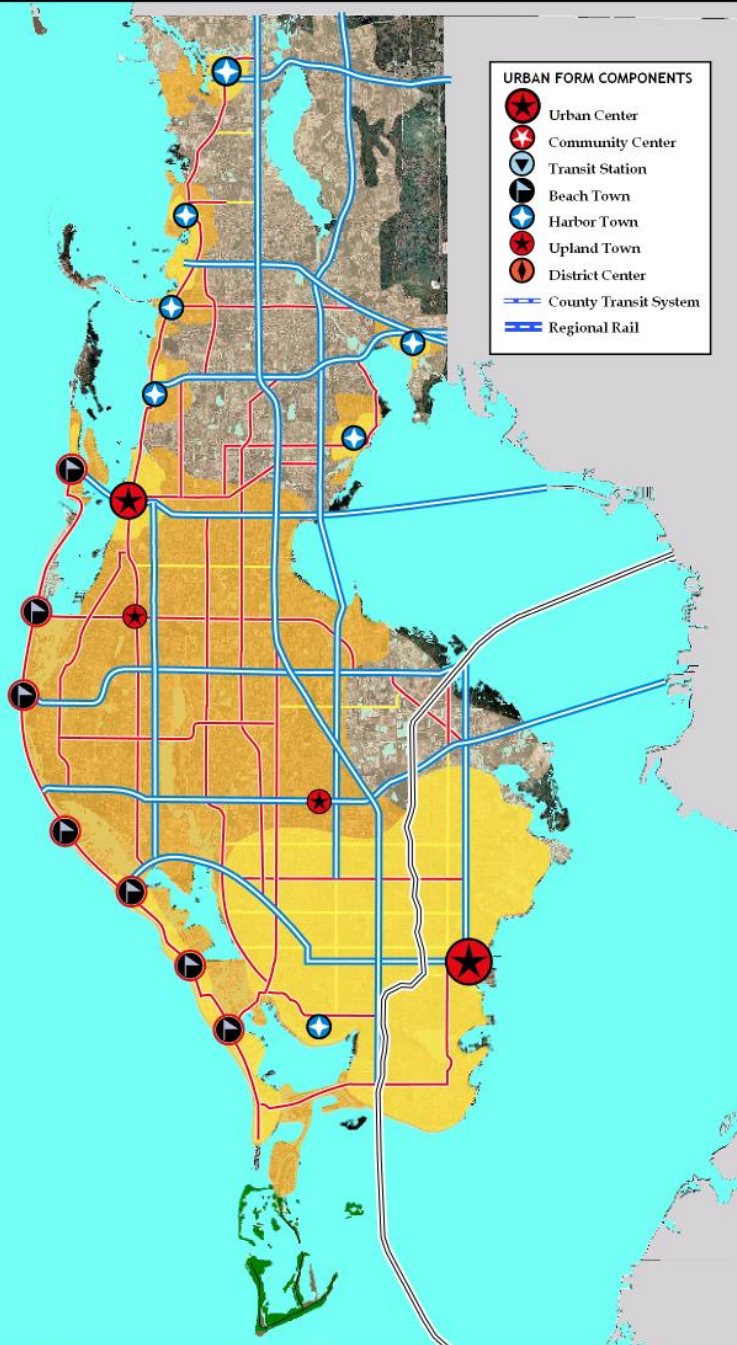 URBAN FORM COMPONENTS
Urban Center
Community Center
Transit Station
Beach Town
Harbor Town
Upland Town
District Center
County Transit System
Regional Rail